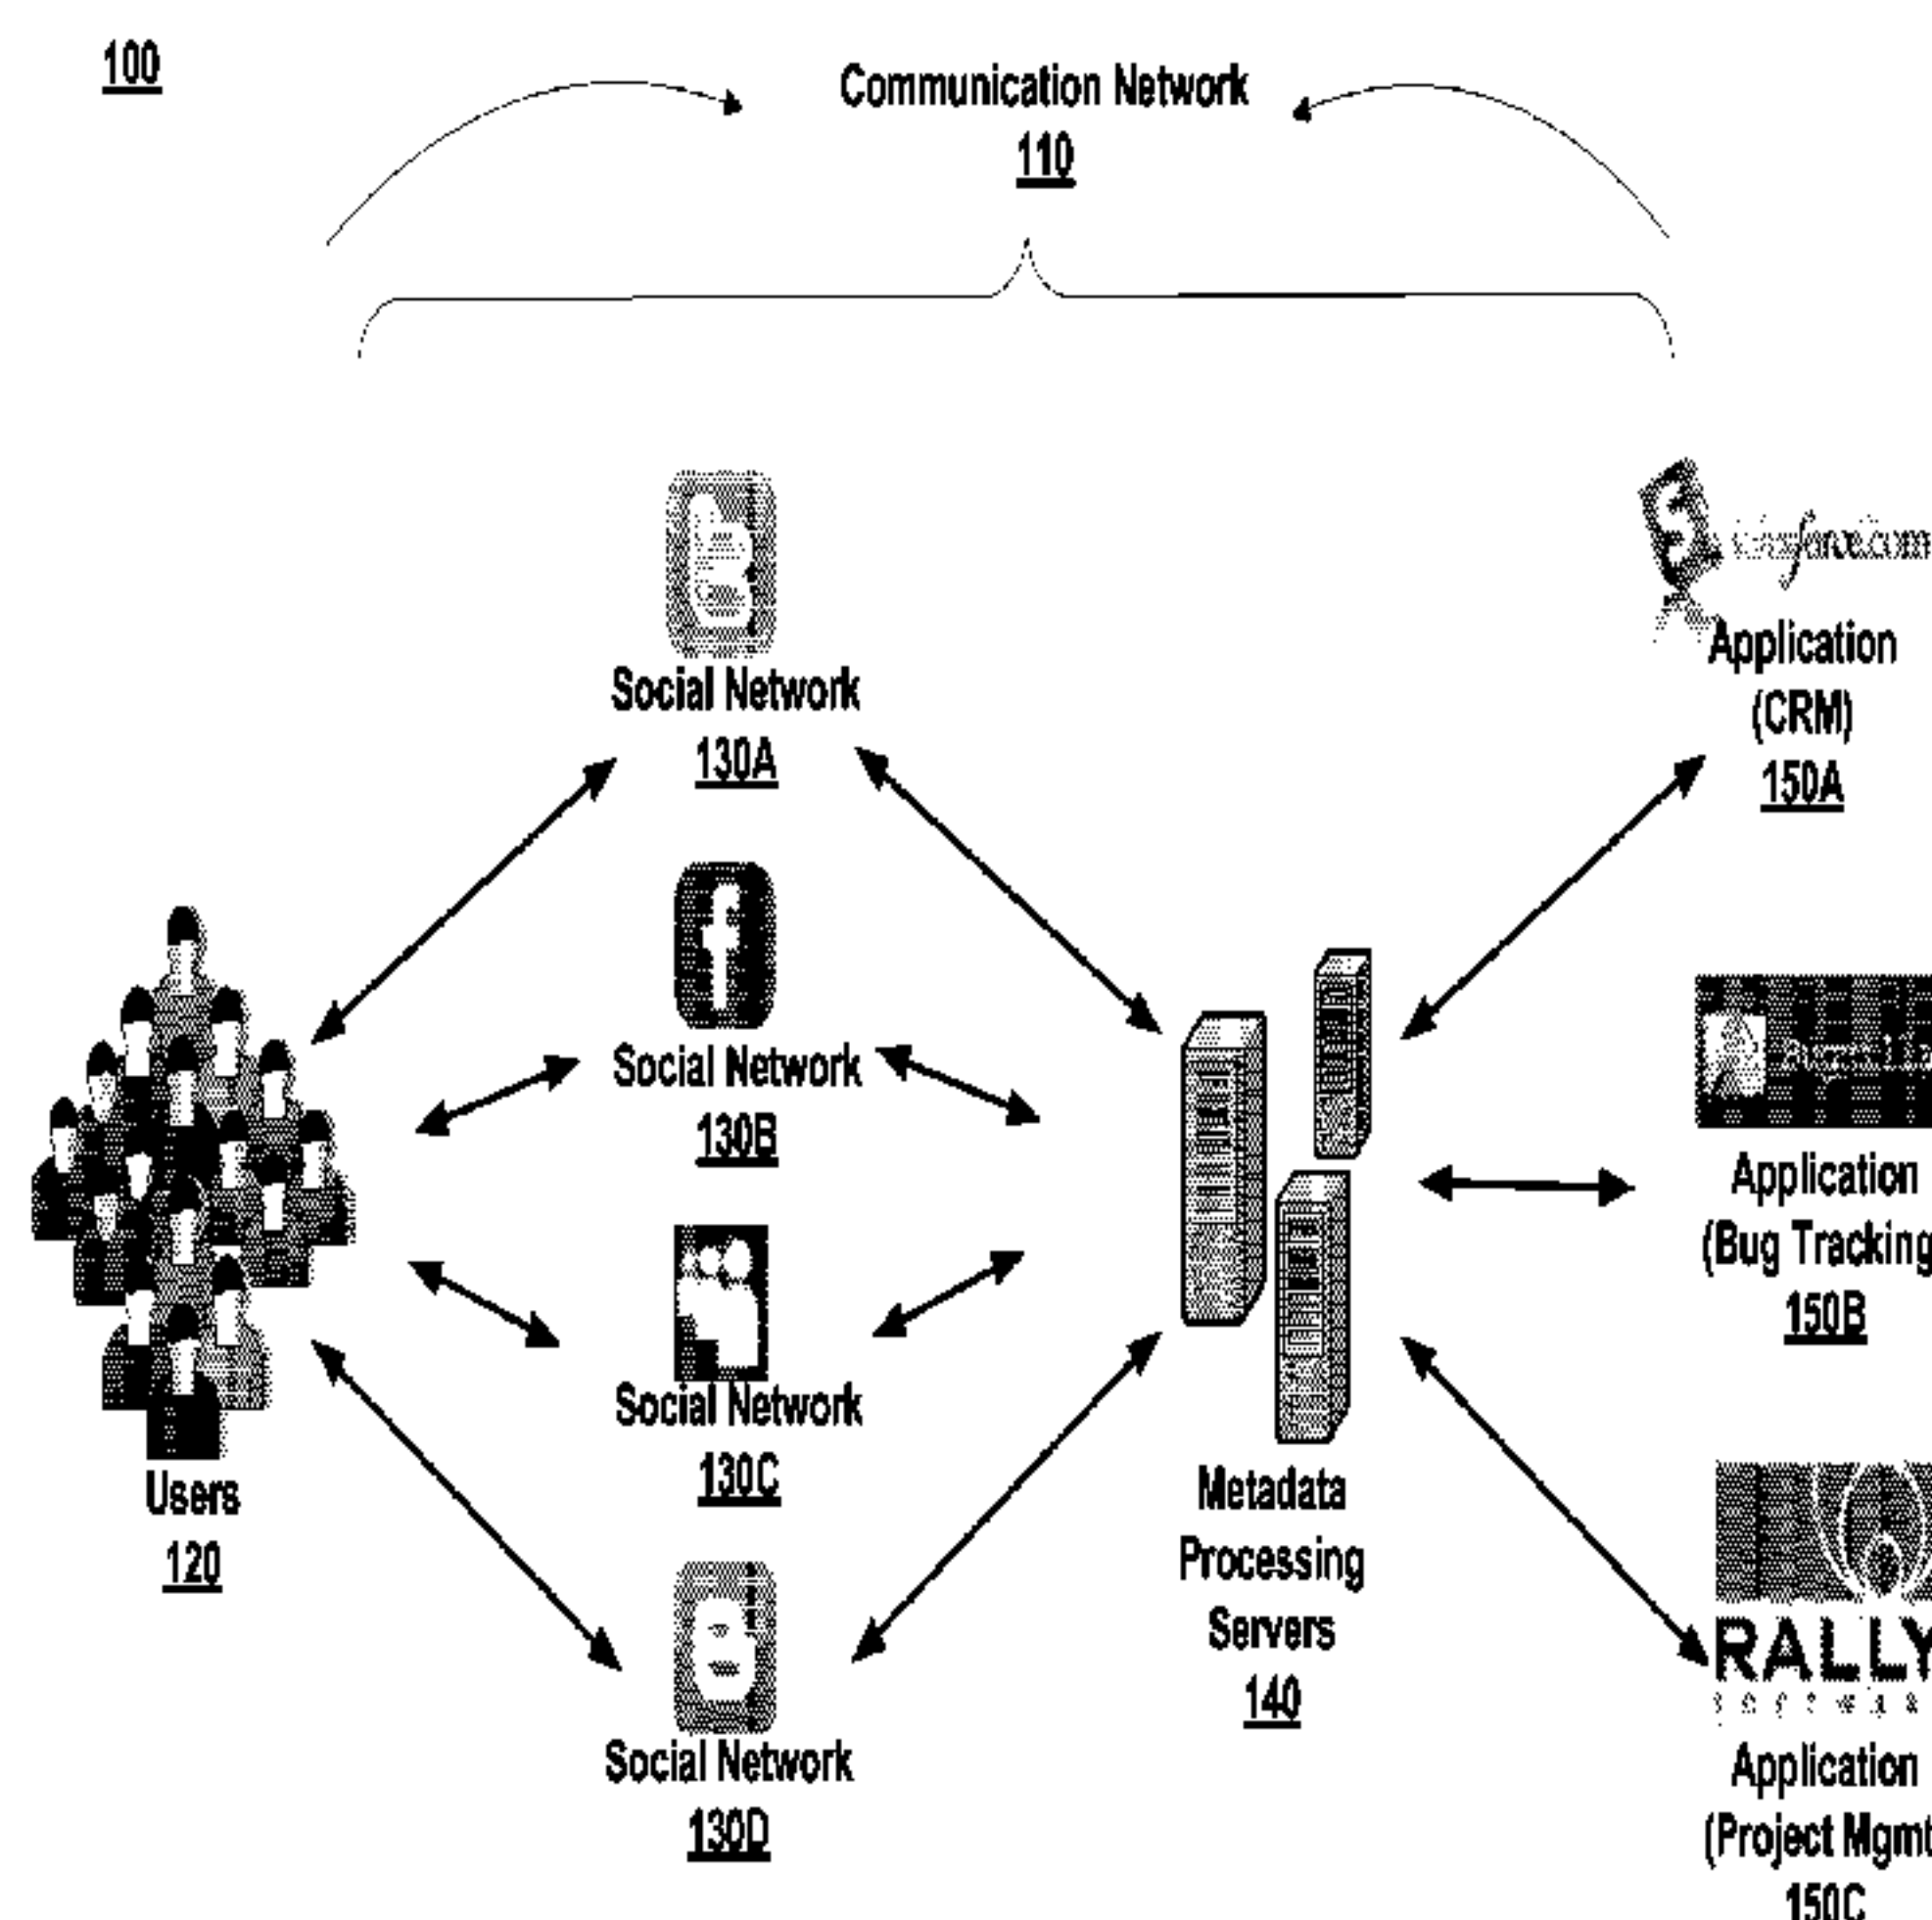 100
Communication Network
110
Social Network
130A
Application
(CRM)
150A
Social Network
130B
Application
(Bug Tracking
150B
Social Network
130C
Users
120
Metadata
Processing
Servers
140
RALLY
Social Network
130D
Application
(Project Mgmt
150C